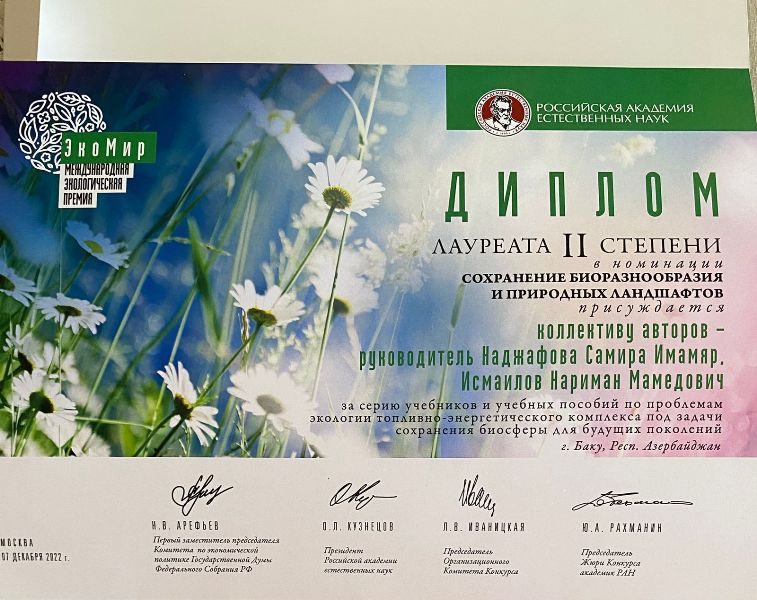 ЭкоМир
МЕЖДУНАРОДНАЯ
ЭКОЛОГИЧЕСКАЯ
ПРЕМИЯ
РОССИЙСКАЯ АКАДЕМИЯ
ЕСТЕСТВЕННЫХ НАУК
ДИПЛОМ
ЛАУРЕАТА II СТЕПЕНИ
в номинации
СОХРАНЕНИЕ БИОРАЗНООБРАЗИЯ
И ПРИРОДНЫХ ЛАНДШАФТОВ
присуждается
коллективу авторов –
руководитель Наджафова Самира Имамяр,
Исмаилов Нариман Мамедович
за серию учебников и учебных пособий по проблемам
экологии топливно-энергетического комплекса под задачи
сохранения биосферы для будущих поколений
г. Баку, Респ. Азербайджан
Н.В. АРЕФЬЕВ
Первый заместитель председателя
Комитета по экономической
политике Государственной Думы
Федерального Собрания РФ
О.Л. КУЗНЕЦОВ
Президент
Российской академии
естественных наук
Л.В. ИВАНИЦКАЯ
Председатель
Организационного
Комитета Конкурса
Ю.А. РАХМАНИН
Председатель
Жюри Конкурса
академик РАН
МОСКВА
07 ДЕКАБРЯ 2022 г.